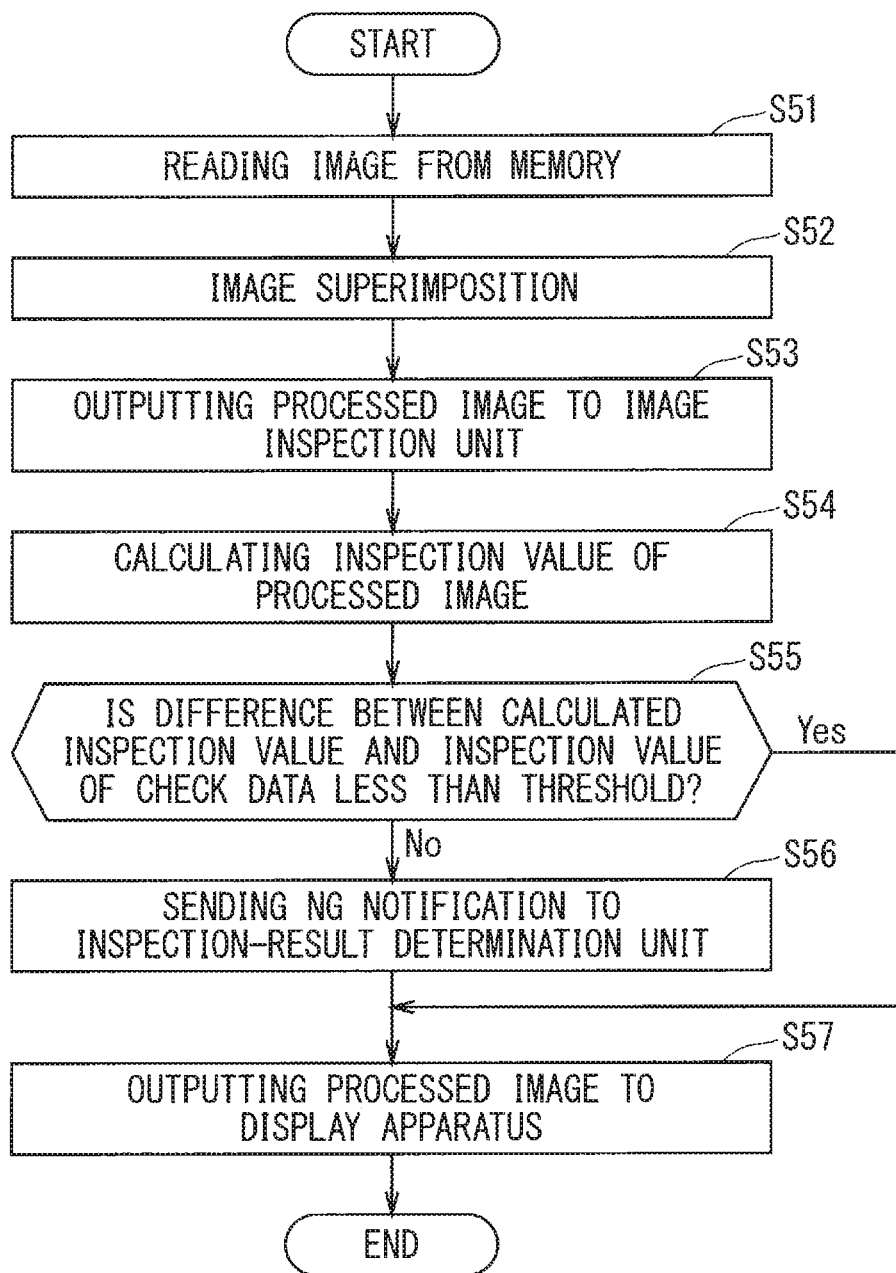 START
S51
READING IMAGE FROM MEMORY
S52
IMAGE SUPERIMPOSITION
S53
OUTPUTTING PROCESSED IMAGE TO IMAGE
INSPECTION UNIT
S54
CALCULATING INSPECTION VALUE OF
PROCESSED IMAGE
S55
IS DIFFERENCE BETWEEN CALCULATED
INSPECTION VALUE AND INSPECTION VALUE
OF CHECK DATA LESS THAN THRESHOLD?
Yes
No
S56
SENDING NG NOTIFICATION TO
INSPECTION-RESULT DETERMINATION UNIT
S57
OUTPUTTING PROCESSED IMAGE TO
DISPLAY APPARATUS
END